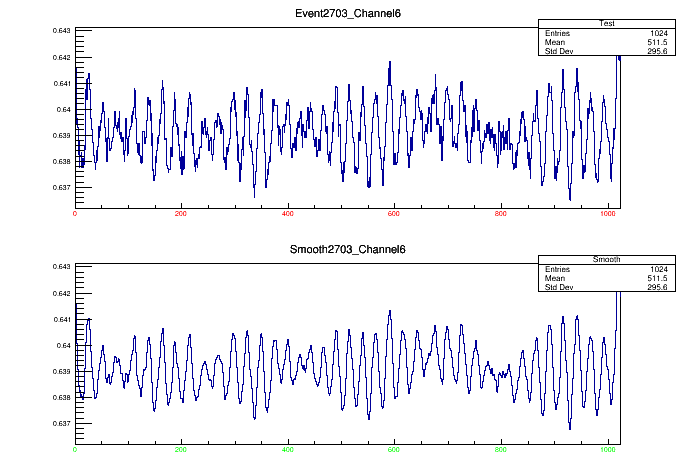 Event2703_Channel6
Test
Entries 1024
Mean 511.5
Std Dev 295.6
0.643
0.642
0.641
0.64
0.639
0.638
0.637
0 200 400 600 800 1000
Smooth2703_Channel6
Smooth
Entries 1024
Mean 511.5
Std Dev 295.6
0.643
0.642
0.641
0.64
0.639
0.638
0.637
0 200 400 600 800 1000